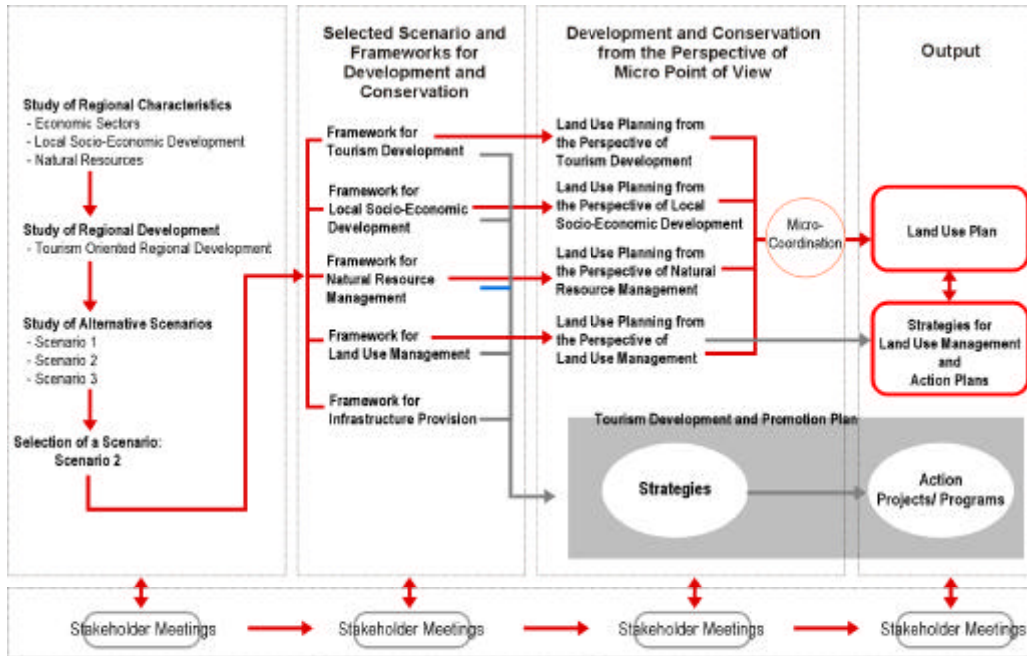 Study of Regional Characteristics
- Economic Sectors
- Local Socio-Economic Development
- Natural Resources
Study of Regional Development
- Tourism Oriented Regional Development
Study of Alternative Scenarios
- Scenario 1
- Scenario 2
- Scenario 3
Selection of a Scenario:
Scenario 2
Selected Scenario and
Frameworks for
Development and
Conservation
Framework for
Tourism Development
Framework for
Local Socio-Economic
Development
Framework for
Natural Resource
Management
Framework for
Land Use Management
Framework for
Infrastructure Provision
Development and Conservation
from the Perspective of
Micro Point of View
Land Use Planning from
the Perspective of
Tourism Development
Land Use Planning from
the Perspective of Local
Socio-Economic Development
Land Use Planning from
the Perspective of Natural
Resource Management
Land Use Planning from
the Perspective of
Land Use Management
Micro-
Coordination
Output
Land Use Plan
Strategies for
Land Use Management
and
Action Plans
Tourism Development and Promotion Plan
Strategies
Action
Projects/ Programs
Stakeholder Meetings
Stakeholder Meetings
Stakeholder Meetings
Stakeholder Meetings